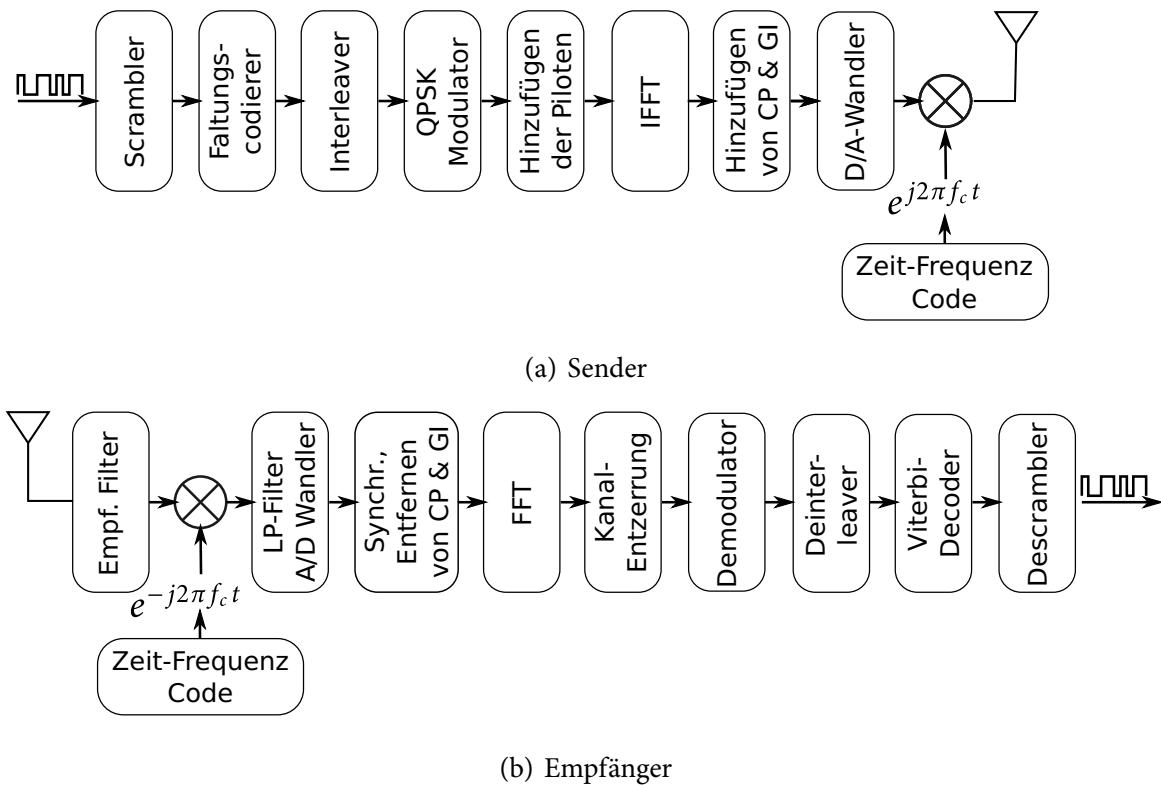 Scrambler
Faltungs-
codierer
Interleaver
QPSK
Modulator
Hinzufügen
der Piloten
IFFT
Hinzufügen
von CP & GI
D/A-Wandler
e^{j2πf_c t}
Zeit-Frequenz
Code
(a) Sender
Empf. Filter
e^{-j2πf_c t}
Zeit-Frequenz
Code
LP-Filter
A/D Wandler
Synchr.,
Entfernen
von CP & GI
FFT
Kanal-
Entzerrung
Demodulator
Deinter-
leaver
Viterbi-
Decoder
Descrambler
(b) Empfänger